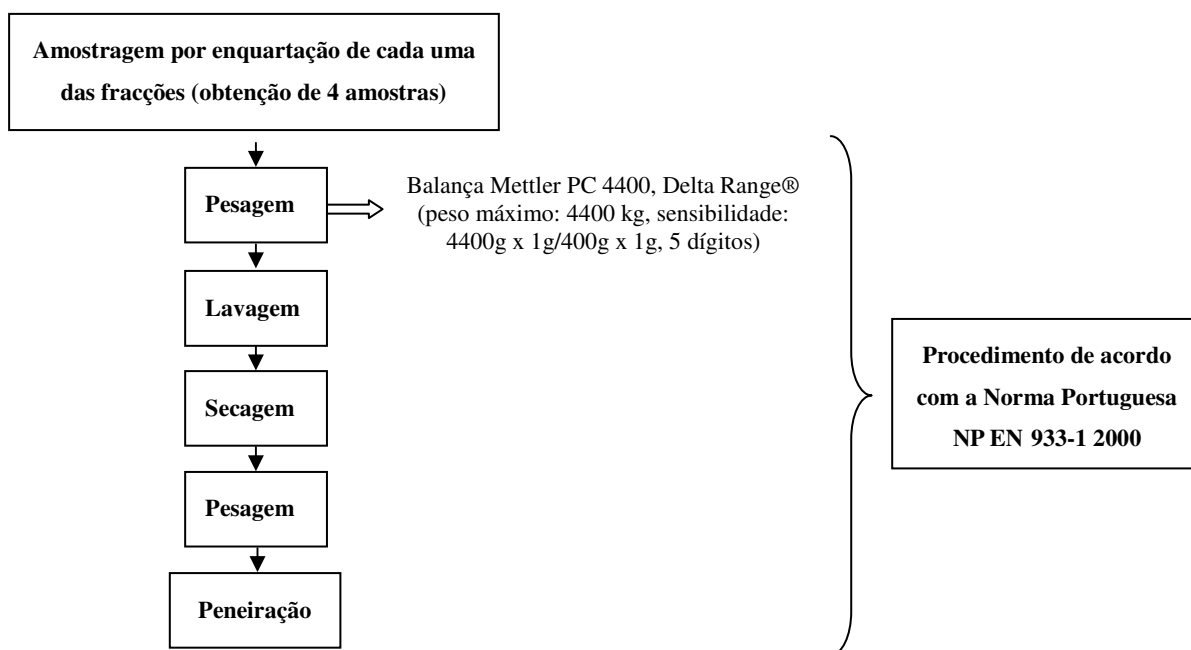 Amostragem por enquartação de cada uma
das fracções (obtenção de 4 amostras)
Pesagem
Balança Mettler PC 4400, Delta Range®
(peso máximo: 4400 kg, sensibilidade:
4400g x 1g/400g x 1g, 5 dígitos)
Lavagem
Secagem
Pesagem
Peneiração
Procedimento de acordo
com a Norma Portuguesa
NP EN 933-1 2000